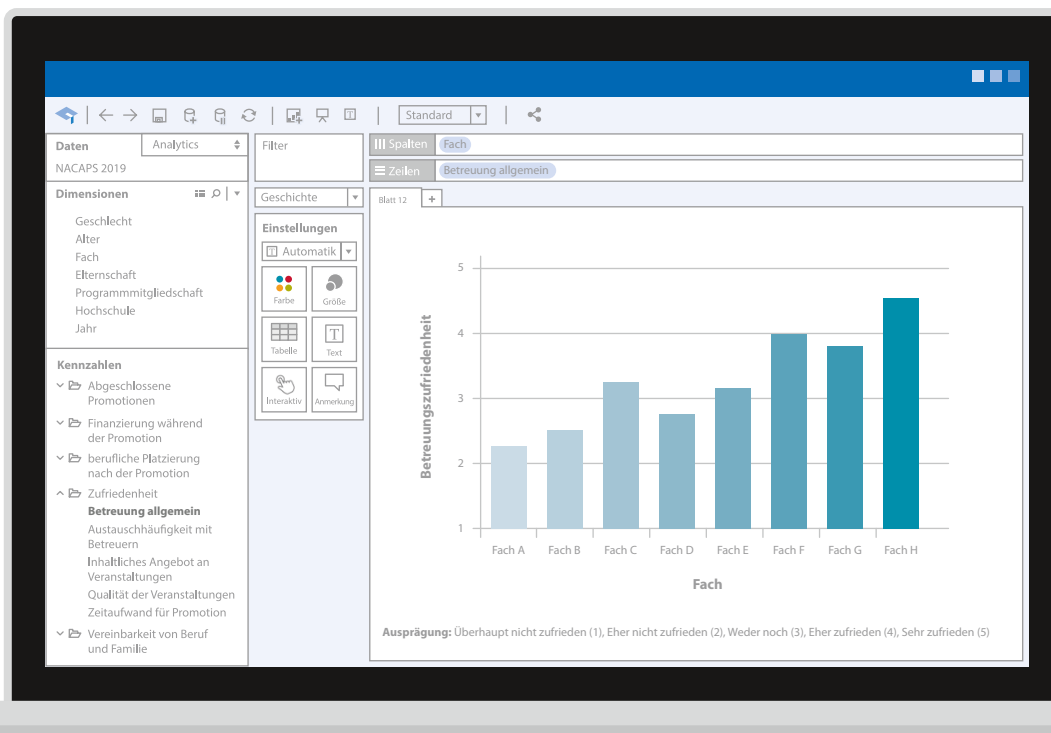 Standard
Daten
Analytics
NACAPS 2019
Dimensionen
Geschlecht
Alter
Fach
Elternschaft
Programmmitgliedschaft
Hochschule
Jahr
Kennzahlen
Abgeschlossene
Promotionen
Finanzierung während
der Promotion
berufliche Platzierung
nach der Promotion
Zufriedenheit
Betreuung allgemein
Austauschhäufigkeit mit
Betreuern
Inhaltliches Angebot an
Veranstaltungen
Qualität der Veranstaltungen
Zeitaufwand für Promotion
Vereinbarkeit von Beruf
und Familie
Filter
Geschichte
Einstellungen
T Automatik
Farbe
Größe
Tabelle
T
Text
Interaktiv
Anmerkung
Spalten Fach
Zeilen Betreuung allgemein
Blatt 12 +
Betreuungszufriedenheit
5
4
3
2
1
Fach A Fach B Fach C Fach D Fach E Fach F Fach G Fach H
Fach
Ausprägung: Überhaupt nicht zufrieden (1), Eher nicht zufrieden (2), Weder noch (3), Eher zufrieden (4), Sehr zufrieden (5)